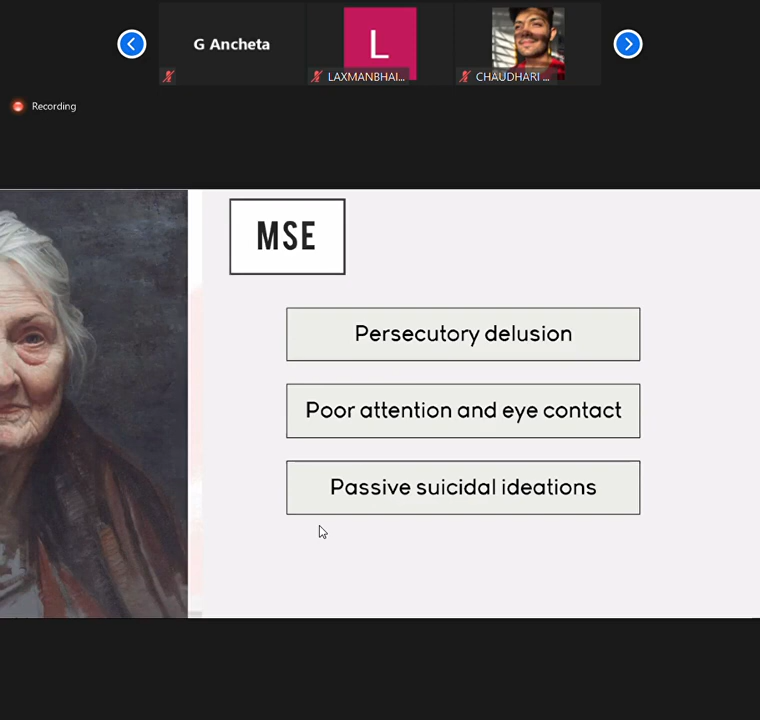 G Ancheta
L
LAXMANBHAI...
CHAUDHARI ...
Recording
MSE
Persecutory delusion
Poor attention and eye contact
Passive suicidal ideations